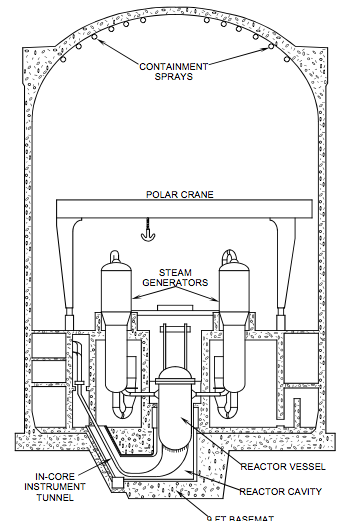 CONTAINMENT
SPRAYS
POLAR CRANE
STEAM
GENERATORS
REACTOR VESSEL
IN-CORE
INSTRUMENT
TUNNEL
REACTOR CAVITY
9 FT BASEMAT